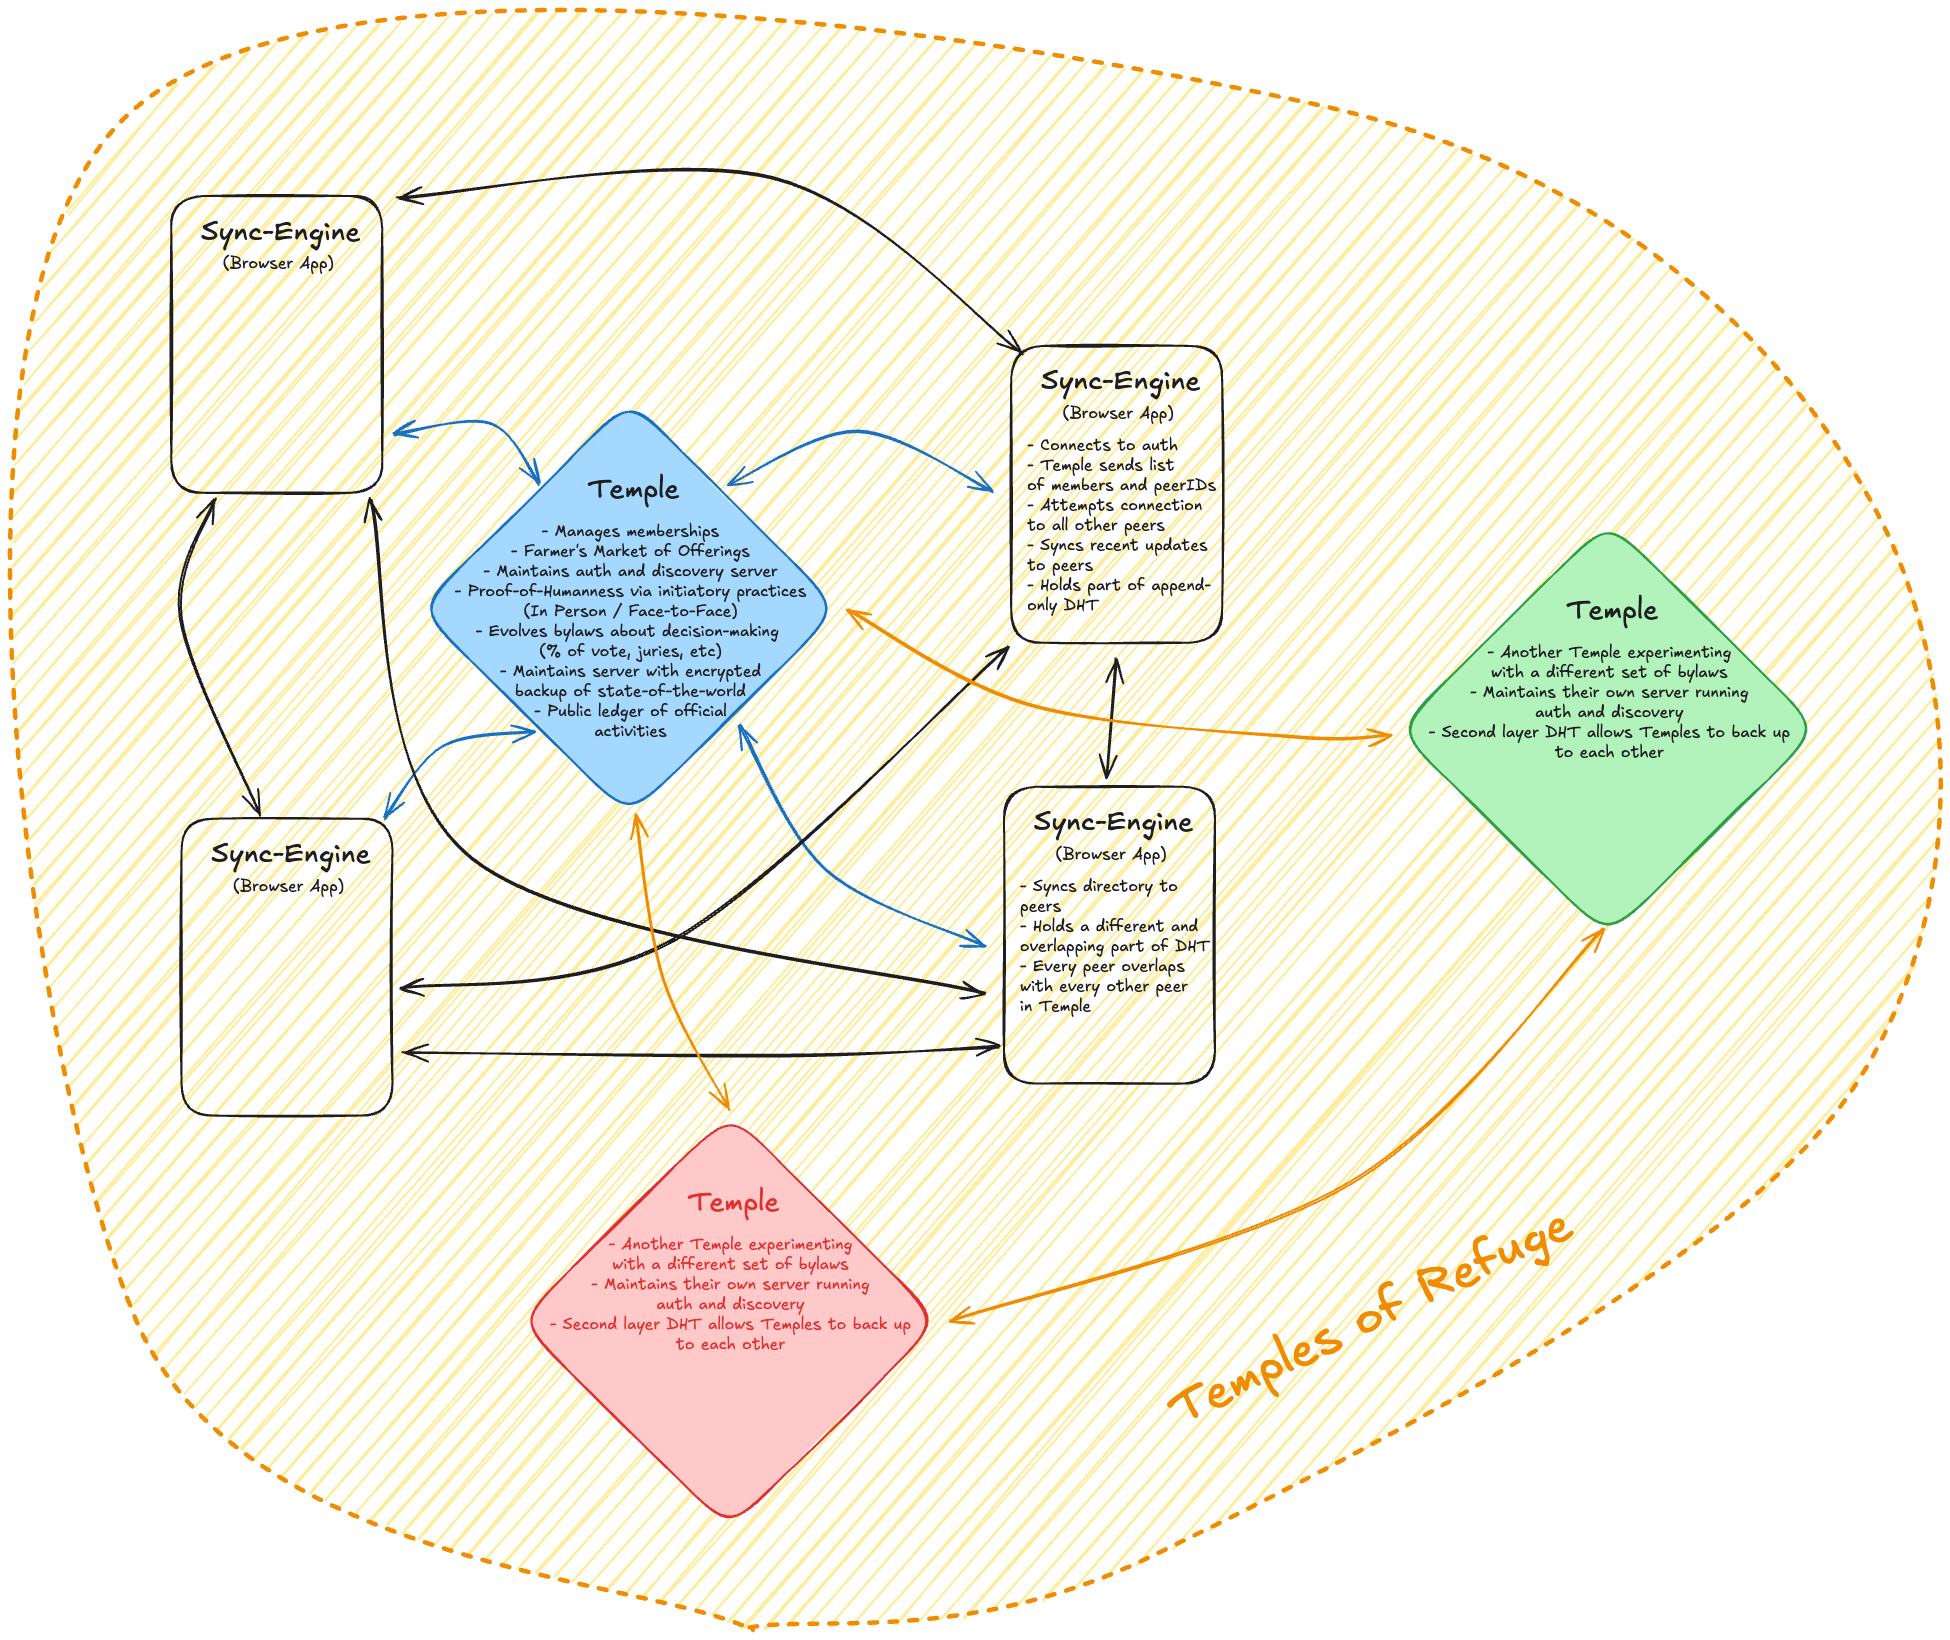 Sync-Engine
(Browser App)
Sync-Engine
(Browser App)
- Connects to auth
- Temple sends list
of members and peerIDs
- Attempts connection
to all other peers
- Syncs recent updates
to peers
- Holds part of append-
only DHT
Temple
- Manages memberships
- Farmer's Market of Offerings
- Maintains auth and discovery server
- Proof-of-Humanness via initiatory practices
(In Person / Face-to-Face)
- Evolves bylaws about decision-making
(% of vote, juries, etc)
- Maintains server with encrypted
backup of state-of-the-world
- Public ledger of official
activities
Temple
- Another Temple experimenting
with a different set of bylaws
- Maintains their own server running
auth and discovery
- Second layer DHT allows Temples to back up
to each other
Sync-Engine
(Browser App)
Sync-Engine
(Browser App)
- Syncs directory to
peers
- Holds a different and
overlapping part of DHT
- Every peer overlaps
with every other peer
in Temple
Temple
- Another Temple experimenting
with a different set of bylaws
- Maintains their own server running
auth and discovery
- Second layer DHT allows Temples to back up
to each other
Temples of Refuge